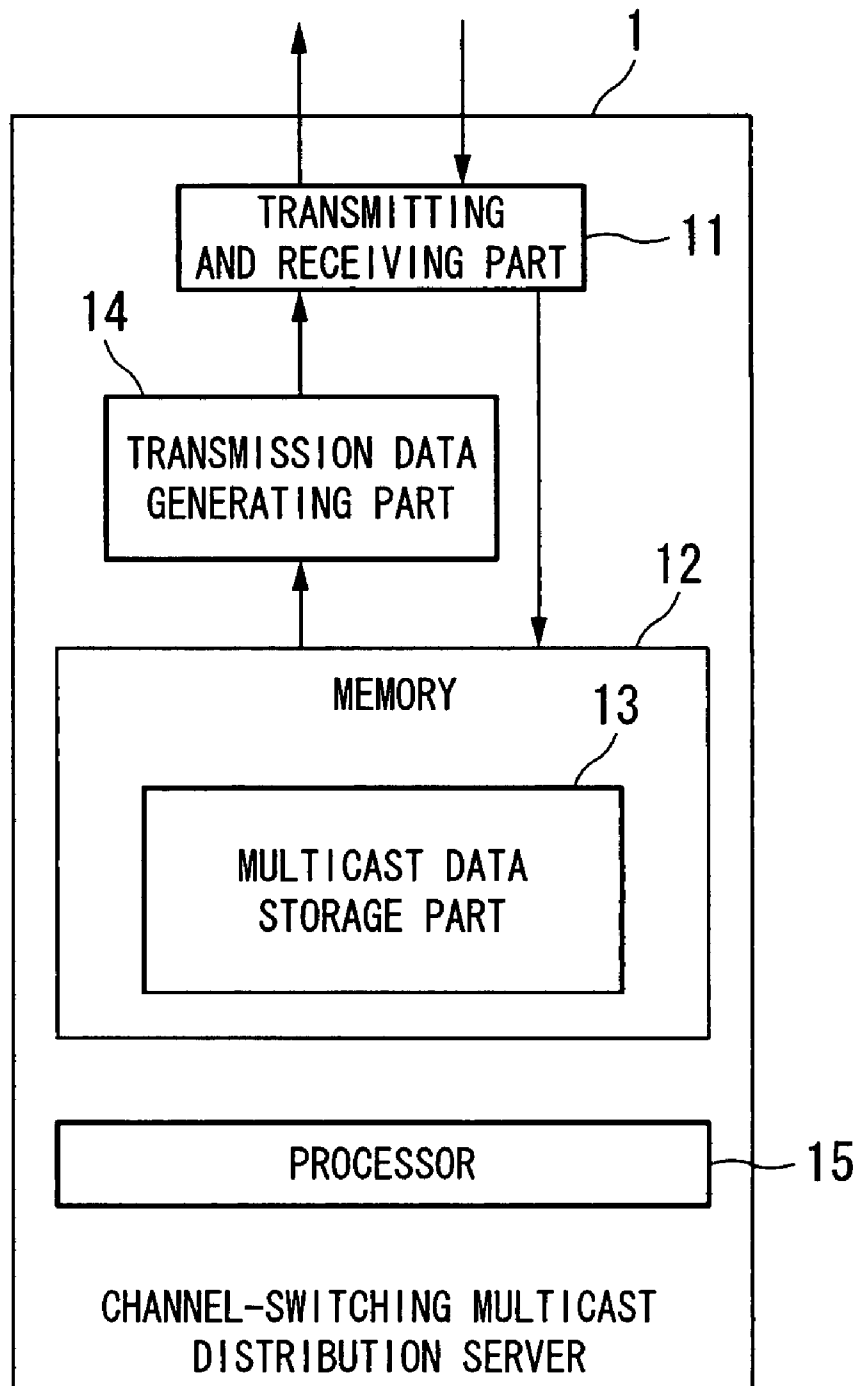 1
TRANSMITTING
AND RECEIVING PART
11
14
TRANSMISSION DATA
GENERATING PART
12
MEMORY
13
MULTICAST DATA
STORAGE PART
PROCESSOR
15
CHANNEL-SWITCHING MULTICAST
DISTRIBUTION SERVER